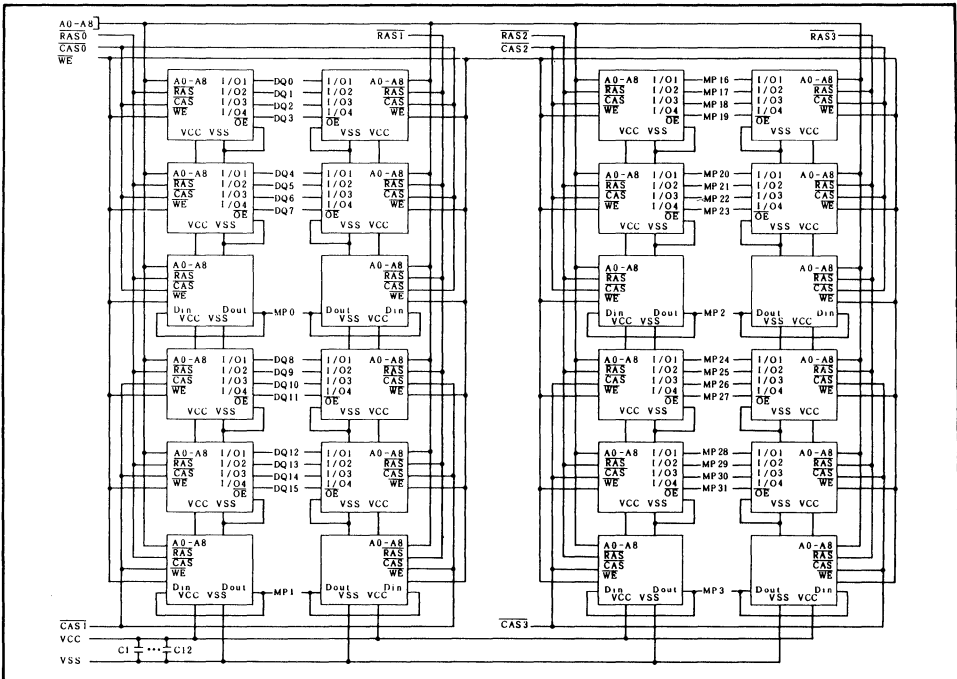 A0-A8
RAS0 RAS1 RAS2 RAS3
CAS0 CAS2
WE
A0-A8 I/O1 DQ0 I/O1 A0-A8 A0-A8 I/O1 MP16 I/O1 A0-A8
RAS I/O2 DQ1 I/O2 RAS RAS I/O2 MP17 I/O2 RAS
CAS I/O3 DQ2 I/O3 CAS CAS I/O3 MP18 I/O3 CAS
WE I/O4 DQ3 I/O4 WE WE I/O4 MP19 I/O4 WE
OE OE OE OE
VCC VSS VSS VCC VCC VSS VSS VCC
A0-A8 I/O1 DQ4 I/O1 A0-A8 A0-A8 I/O1 MP20 I/O1 A0-A8
RAS I/O2 DQ5 I/O2 RAS RAS I/O2 MP21 I/O2 RAS
CAS I/O3 DQ6 I/O3 CAS CAS I/O3 MP22 I/O3 CAS
WE I/O4 DQ7 I/O4 WE WE I/O4 MP23 I/O4 WE
OE OE OE OE
VCC VSS VSS VCC VCC VSS VSS VCC
A0-A8 A0-A8 A0-A8 A0-A8
RAS RAS RAS RAS
CAS CAS CAS CAS
WE WE WE WE
Din Dout MP0 Dout Din Din Dout MP2 Dout Din
VCC VSS VSS VCC VCC VSS VSS VCC
A0-A8 I/O1 DQ8 I/O1 A0-A8 A0-A8 I/O1 MP24 I/O1 A0-A8
RAS I/O2 DQ9 I/O2 RAS RAS I/O2 MP25 I/O2 RAS
CAS I/O3 DQ10 I/O3 CAS CAS I/O3 MP26 I/O3 CAS
WE I/O4 DQ11 I/O4 WE WE I/O4 MP27 I/O4 WE
OE OE OE OE
VCC VSS VSS VCC VCC VSS VSS VCC
A0-A8 I/O1 DQ12 I/O1 A0-A8 A0-A8 I/O1 MP28 I/O1 A0-A8
RAS I/O2 DQ13 I/O2 RAS RAS I/O2 MP29 I/O2 RAS
CAS I/O3 DQ14 I/O3 CAS CAS I/O3 MP30 I/O3 CAS
WE I/O4 DQ15 I/O4 WE WE I/O4 MP31 I/O4 WE
OE OE OE OE
VCC VSS VSS VCC VCC VSS VSS VCC
A0-A8 A0-A8 A0-A8 A0-A8
RAS RAS RAS RAS
CAS CAS CAS CAS
WE WE WE WE
Din Dout MP1 Dout Din Din Dout MP3 Dout Din
VCC VSS VSS VCC VCC VSS VSS VCC
CAS1 CAS3
VCC
C1 ··· C12
VSS